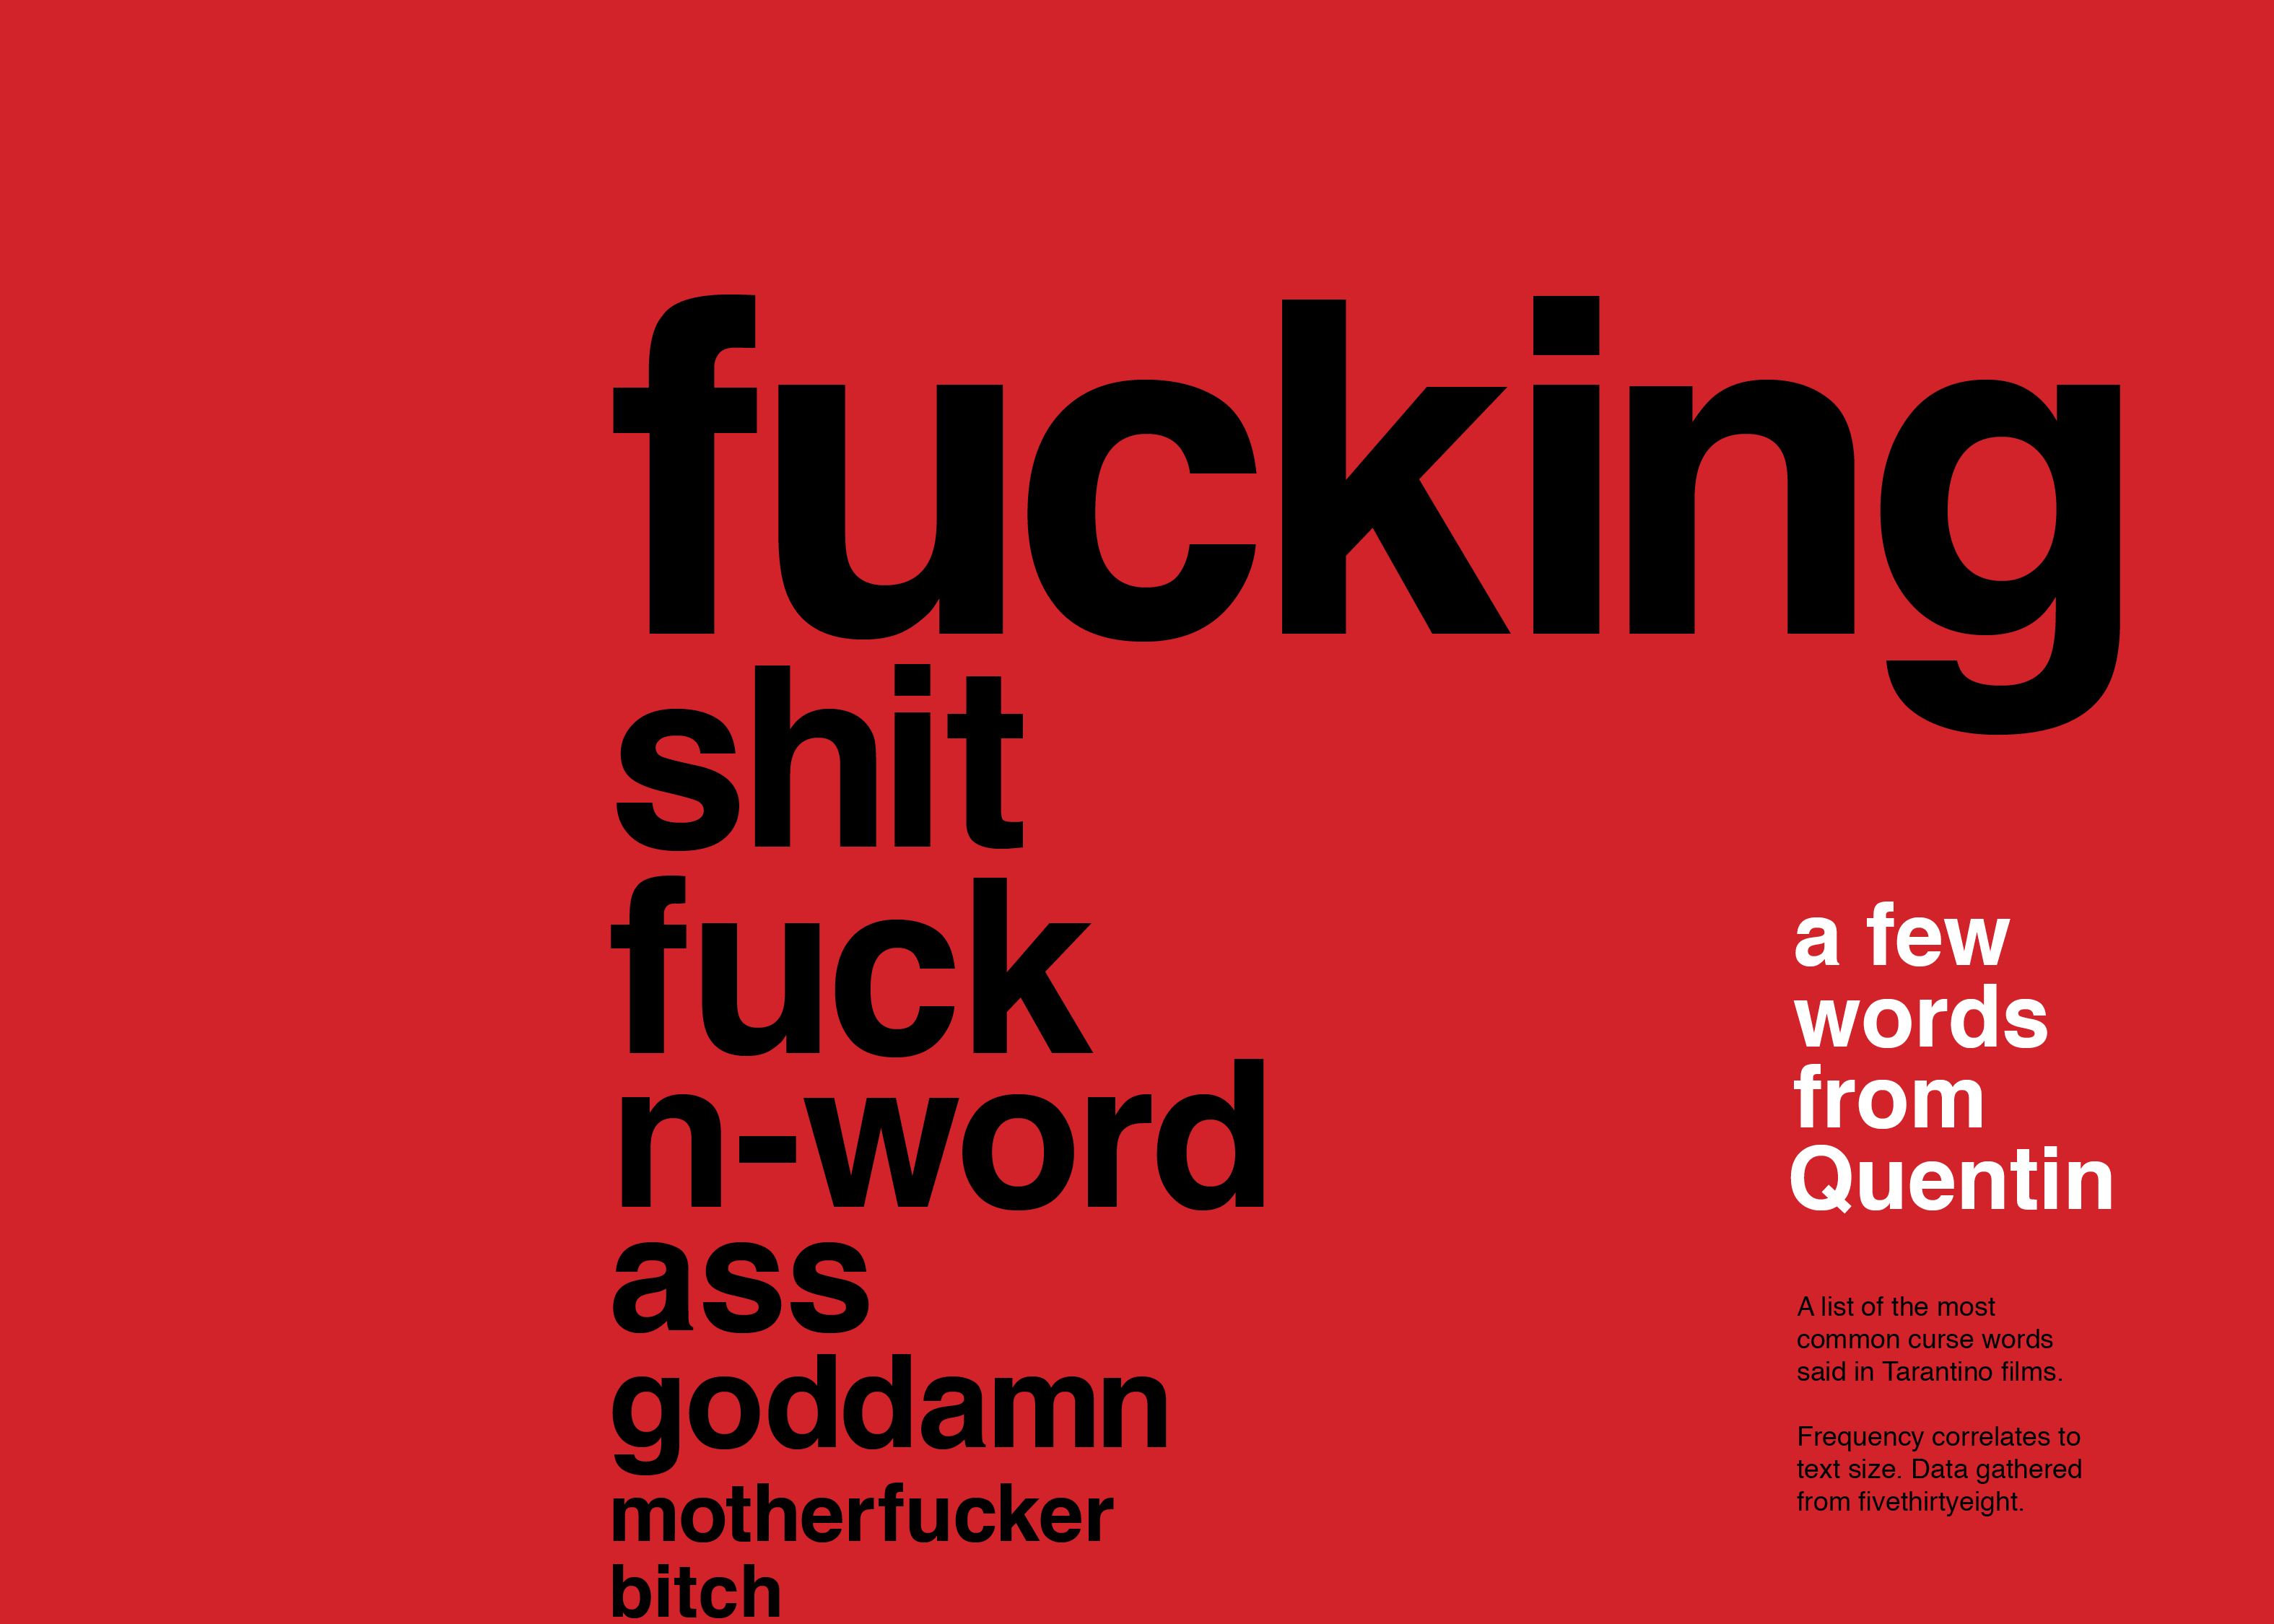 fucking
shit
fuck
n-word
ass
goddamn
motherfucker
bitch
a few
words
from
Quentin
A list of the most
common curse words
said in Tarantino films.
Frequency correlates to
text size. Data gathered
from fivethirtyeight.